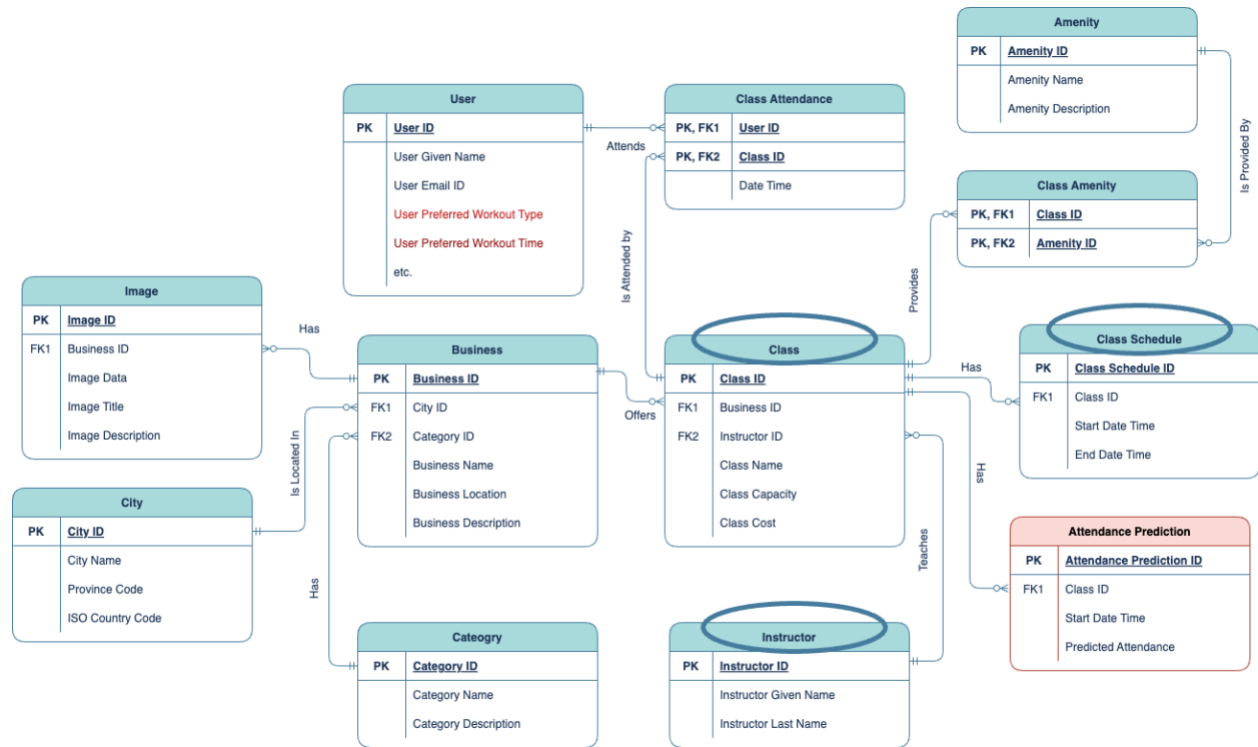 Amenity
PK Amenity ID
Amenity Name
Amenity Description
Is Provided By
User
PK User ID
User Given Name
User Email ID
User Preferred Workout Type
User Preferred Workout Time
etc.
Attends
Class Attendance
PK, FK1 User ID
PK, FK2 Class ID
Date Time
Is Attended by
Class Amenity
PK, FK1 Class ID
PK, FK2 Amenity ID
Provides
Image
PK Image ID
FK1 Business ID
Image Data
Image Title
Image Description
Has
Business
PK Business ID
FK1 City ID
FK2 Category ID
Business Name
Business Location
Business Description
Offers
Class
PK Class ID
FK1 Business ID
FK2 Instructor ID
Class Name
Class Capacity
Class Cost
Has
Class Schedule
PK Class Schedule ID
FK1 Class ID
Start Date Time
End Date Time
Is Located In
Has
City
PK City ID
City Name
Province Code
ISO Country Code
Has
Teaches
Attendance Prediction
PK Attendance Prediction ID
FK1 Class ID
Start Date Time
Predicted Attendance
Cateogry
PK Category ID
Category Name
Category Description
Instructor
PK Instructor ID
Instructor Given Name
Instructor Last Name